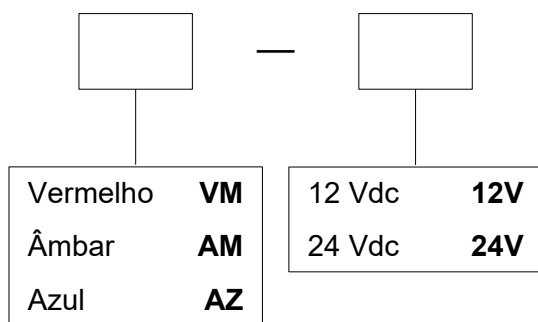 —
Vermelho VM
Âmbar AM
Azul AZ
12 Vdc 12V
24 Vdc 24V